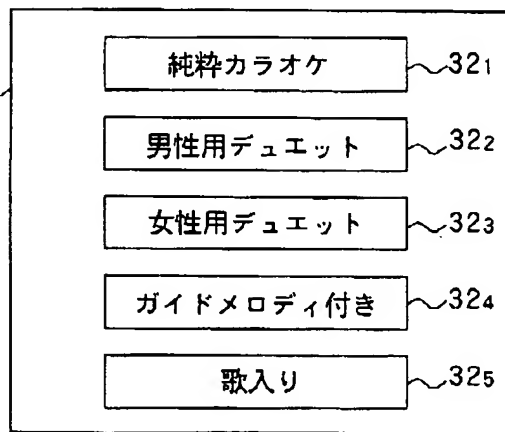 純粋カラオケ 32₁
男性用デュエット 32₂
女性用デュエット 32₃
ガイドメロディ付き 32₄
歌入り 32₅